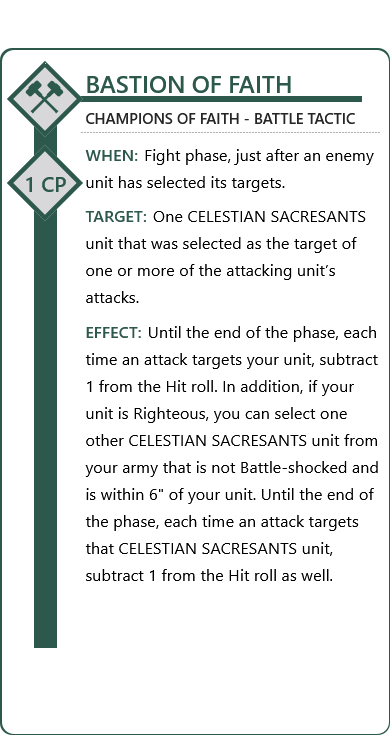 BASTION OF FAITH
CHAMPIONS OF FAITH - BATTLE TACTIC
1 CP
WHEN: Fight phase, just after an enemy
unit has selected its targets.
TARGET: One CELESTIAN SACRESANTS
unit that was selected as the target of
one or more of the attacking unit’s
attacks.
EFFECT: Until the end of the phase, each
time an attack targets your unit, subtract
1 from the Hit roll. In addition, if your
unit is Righteous, you can select one
other CELESTIAN SACRESANTS unit from
your army that is not Battle-shocked and
is within 6" of your unit. Until the end of
the phase, each time an attack targets
that CELESTIAN SACRESANTS unit,
subtract 1 from the Hit roll as well.